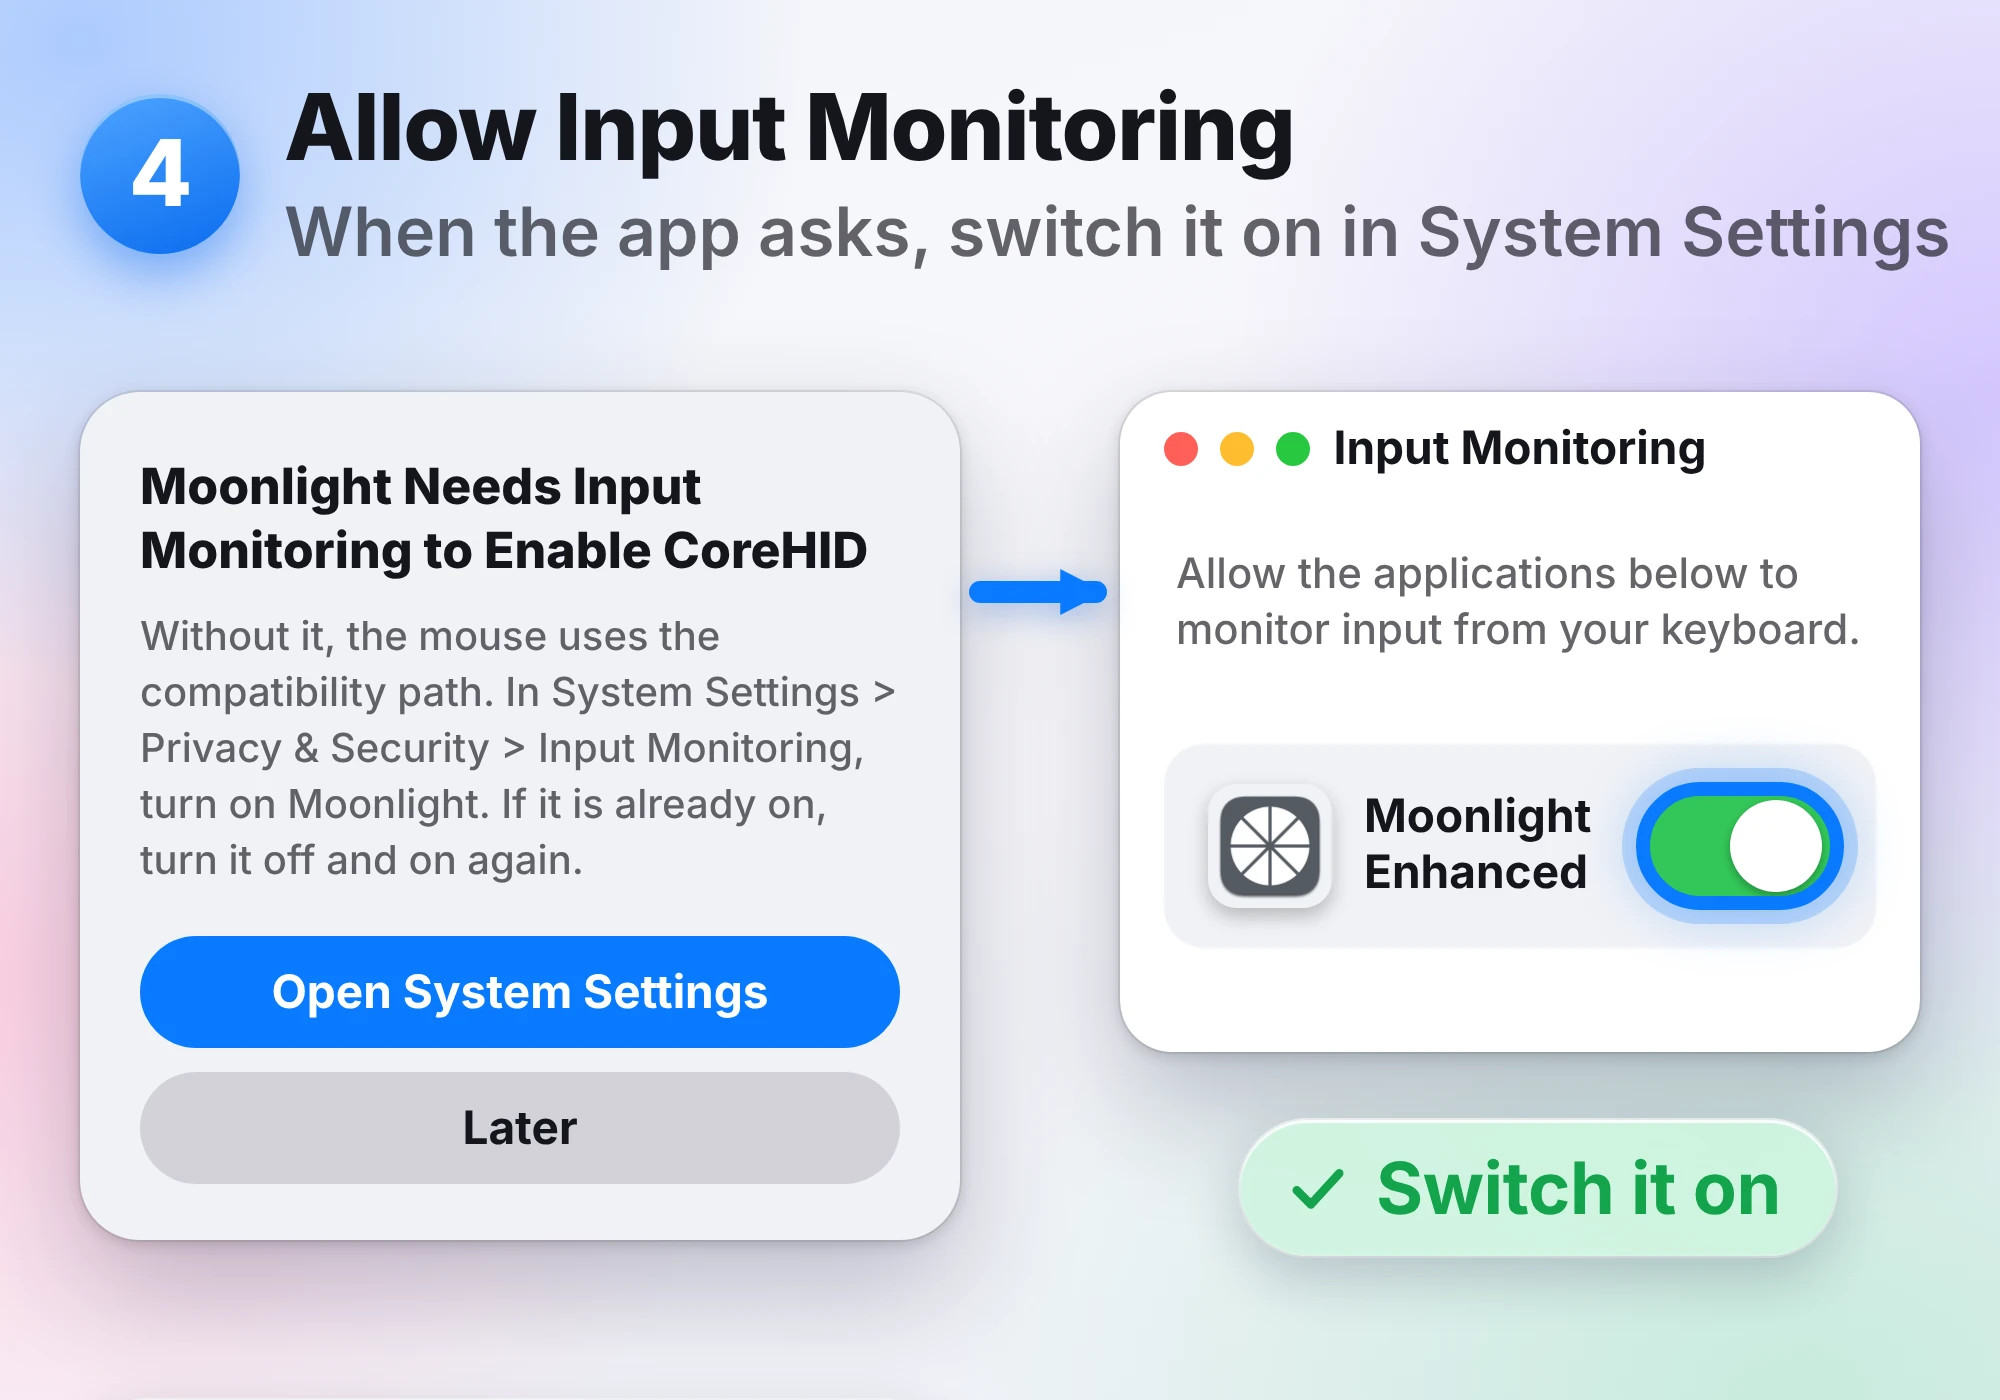 4
Allow Input Monitoring
When the app asks, switch it on in System Settings
Moonlight Needs Input
Monitoring to Enable CoreHID
Without it, the mouse uses the
compatibility path. In System Settings >
Privacy & Security > Input Monitoring,
turn on Moonlight. If it is already on,
turn it off and on again.
Open System Settings
Later
Input Monitoring
Allow the applications below to
monitor input from your keyboard.
Moonlight
Enhanced
Switch it on